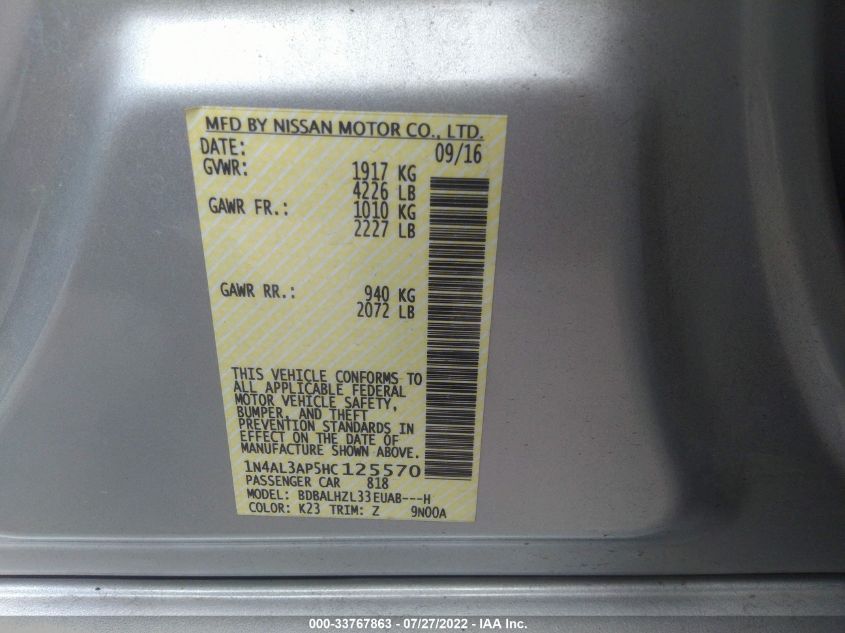 MFD BY NISSAN MOTOR CO., LTD.
DATE: 09/16
GVWR: 1917 KG
4226 LB
GAWR FR.: 1010 KG
2227 LB
GAWR RR.: 940 KG
2072 LB
THIS VEHICLE CONFORMS TO
ALL APPLICABLE FEDERAL
MOTOR VEHICLE SAFETY,
BUMPER, AND THEFT
PREVENTION STANDARDS IN
EFFECT ON THE DATE OF
MANUFACTURE SHOWN ABOVE.
1N4AL3AP5HC125570
PASSENGER CAR 818
MODEL: BDBALHZL33EUAB---H
COLOR: K23 TRIM: Z 9N00A
000-33767863 - 07/27/2022 - IAA Inc.